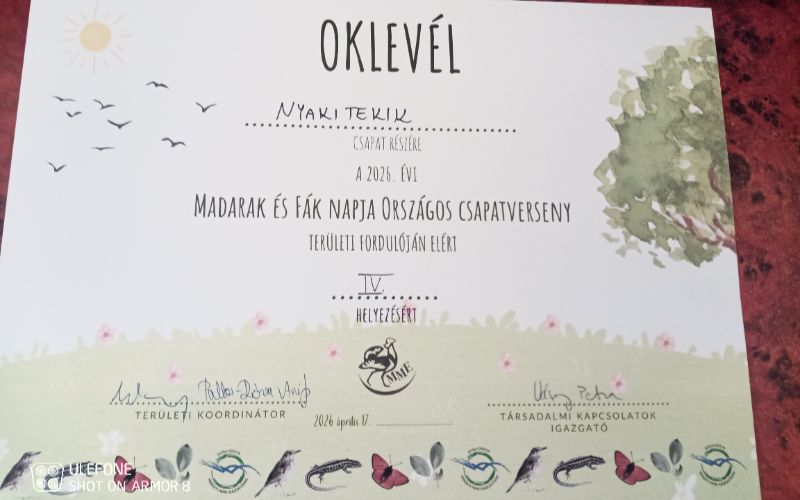 OKLEVÉL
NYAKITEKIK
CSAPAT RÉSZÉRE
A 2026. ÉVI
MADARAK ÉS FÁK NAPJA ORSZÁGOS CSAPATVERSENY
TERÜLETI FORDULÓJÁN ELÉRT
IV.
HELYEZÉSÉRT
MME
TERÜLETI KOORDINÁTOR
2026 április 17.
Petra
TÁRSADALMI KAPCSOLATOK
IGAZGATÓ
ULEFONE
SHOT ON ARMOR 8